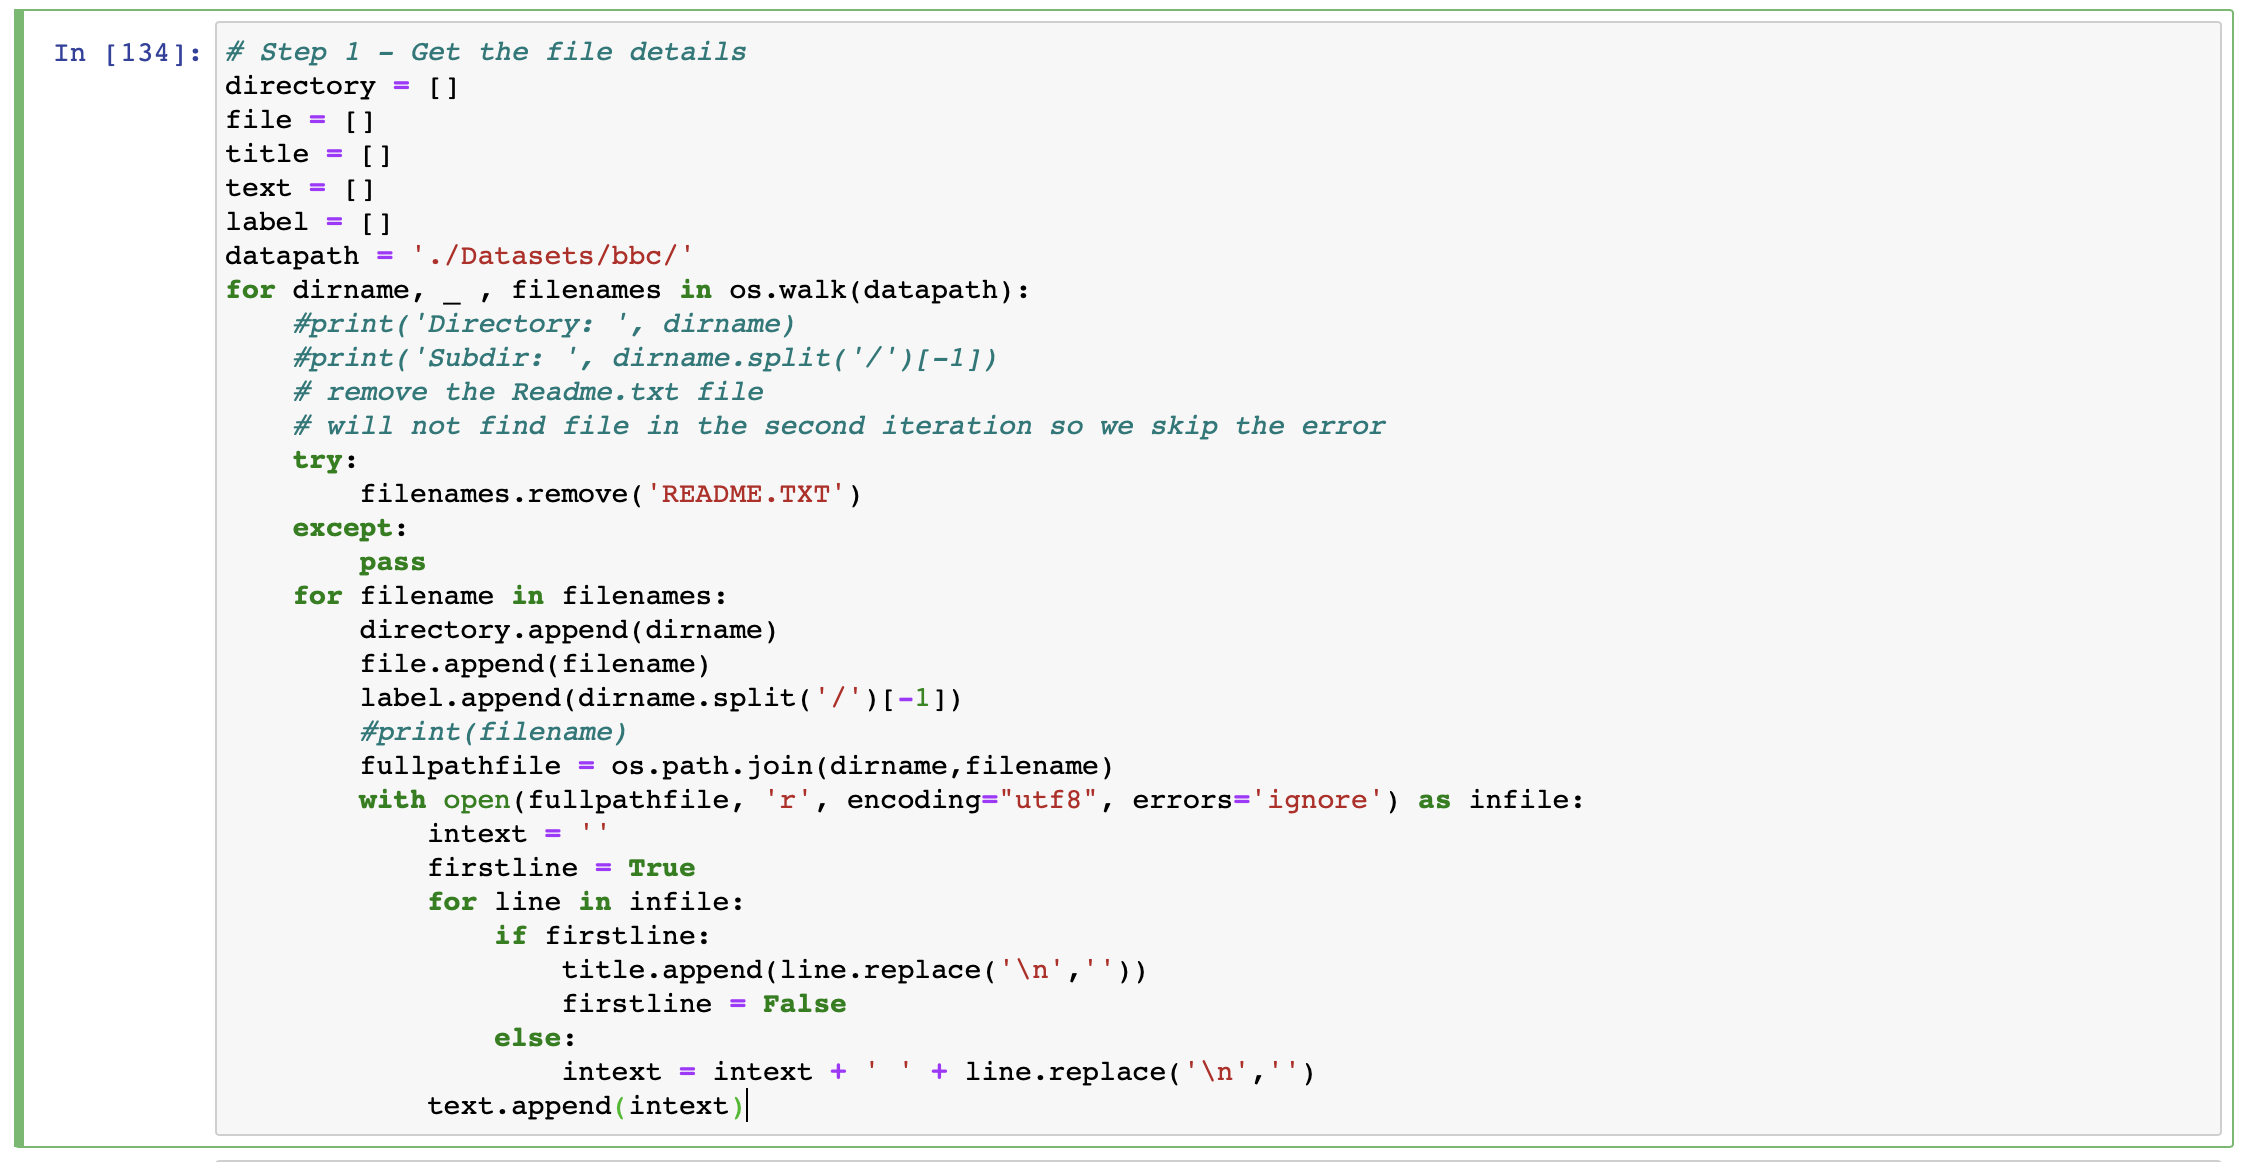 In [134]:
# Step 1 - Get the file details
directory = []
file = []
title = []
text = []
label = []
datapath = './Datasets/bbc/'
for dirname, _ , filenames in os.walk(datapath):
    #print('Directory: ', dirname)
    #print('Subdir: ', dirname.split('/')[-1])
    # remove the Readme.txt file
    # will not find file in the second iteration so we skip the error
    try:
        filenames.remove('README.TXT')
    except:
        pass
    for filename in filenames:
        directory.append(dirname)
        file.append(filename)
        label.append(dirname.split('/')[-1])
        #print(filename)
        fullpathfile = os.path.join(dirname,filename)
        with open(fullpathfile, 'r', encoding="utf8", errors='ignore') as infile:
            intext = ''
            firstline = True
            for line in infile:
                if firstline:
                    title.append(line.replace('\n',''))
                    firstline = False
                else:
                    intext = intext + ' ' + line.replace('\n','')
            text.append(intext)